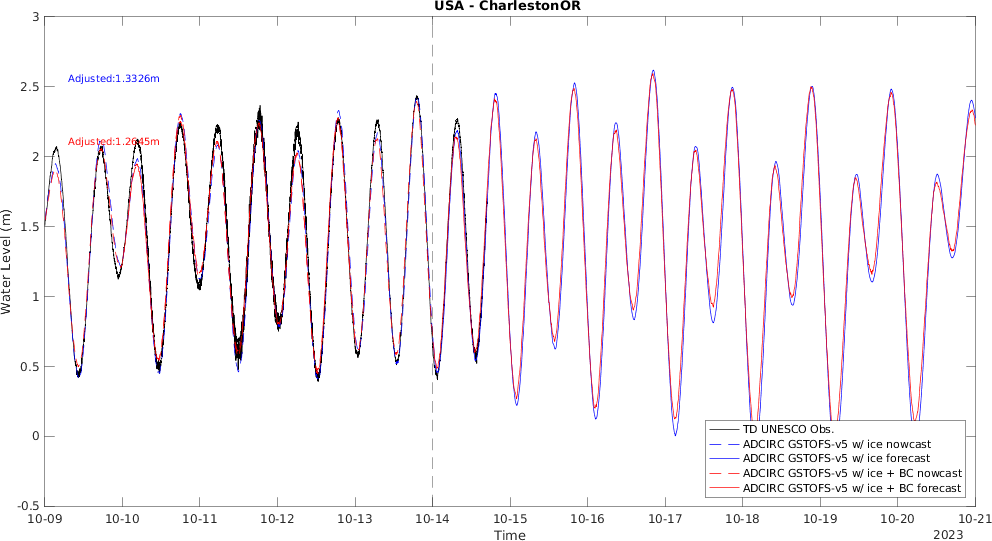 USA - CharlestonOR
Water Level (m)
3
2.5
2
1.5
1
0.5
0
-0.5
Adjusted:1.3326m
Adjusted:1.2645m
TD UNESCO Obs.
ADCIRC GSTOFS-v5 w/ ice nowcast
ADCIRC GSTOFS-v5 w/ ice forecast
ADCIRC GSTOFS-v5 w/ ice + BC nowcast
ADCIRC GSTOFS-v5 w/ ice + BC forecast
10-09 10-10 10-11 10-12 10-13 10-14 10-15 10-16 10-17 10-18 10-19 10-20 10-21
Time
2023